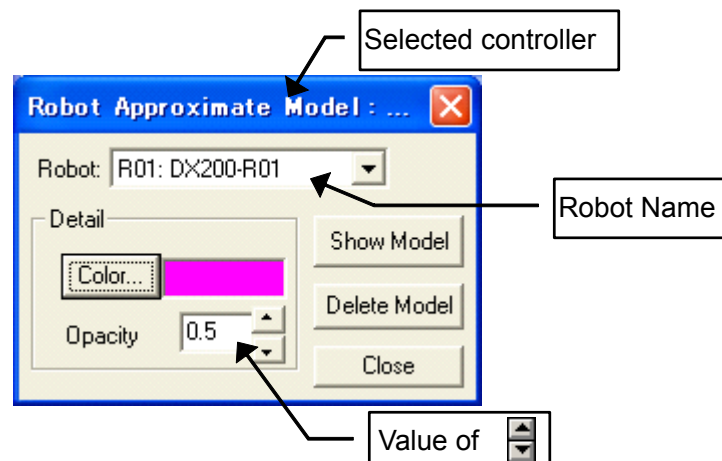 Selected controller
Robot Approximate Model : ...
Robot: R01: DX200-R01
Robot Name
Detail
Show Model
Color...
Delete Model
Opacity 0.5
Close
Value of